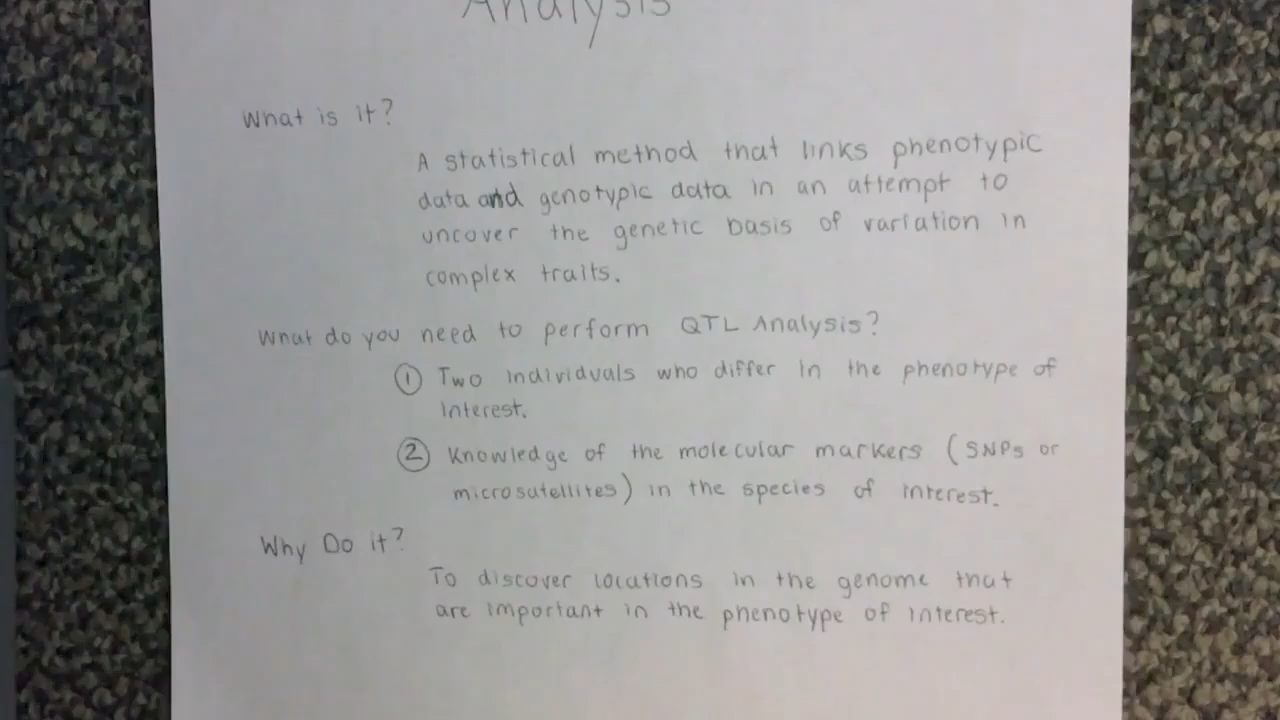 Analysis
What is it?
A statistical method that links phenotypic
data and genotypic data in an attempt to
uncover the genetic basis of variation in
complex traits.
What do you need to perform QTL Analysis?
① Two individuals who differ in the phenotype of
interest.
② Knowledge of the molecular markers (SNPs or
microsatellites) in the species of interest.
Why Do it?
To discover locations in the genome that
are important in the phenotype of interest.